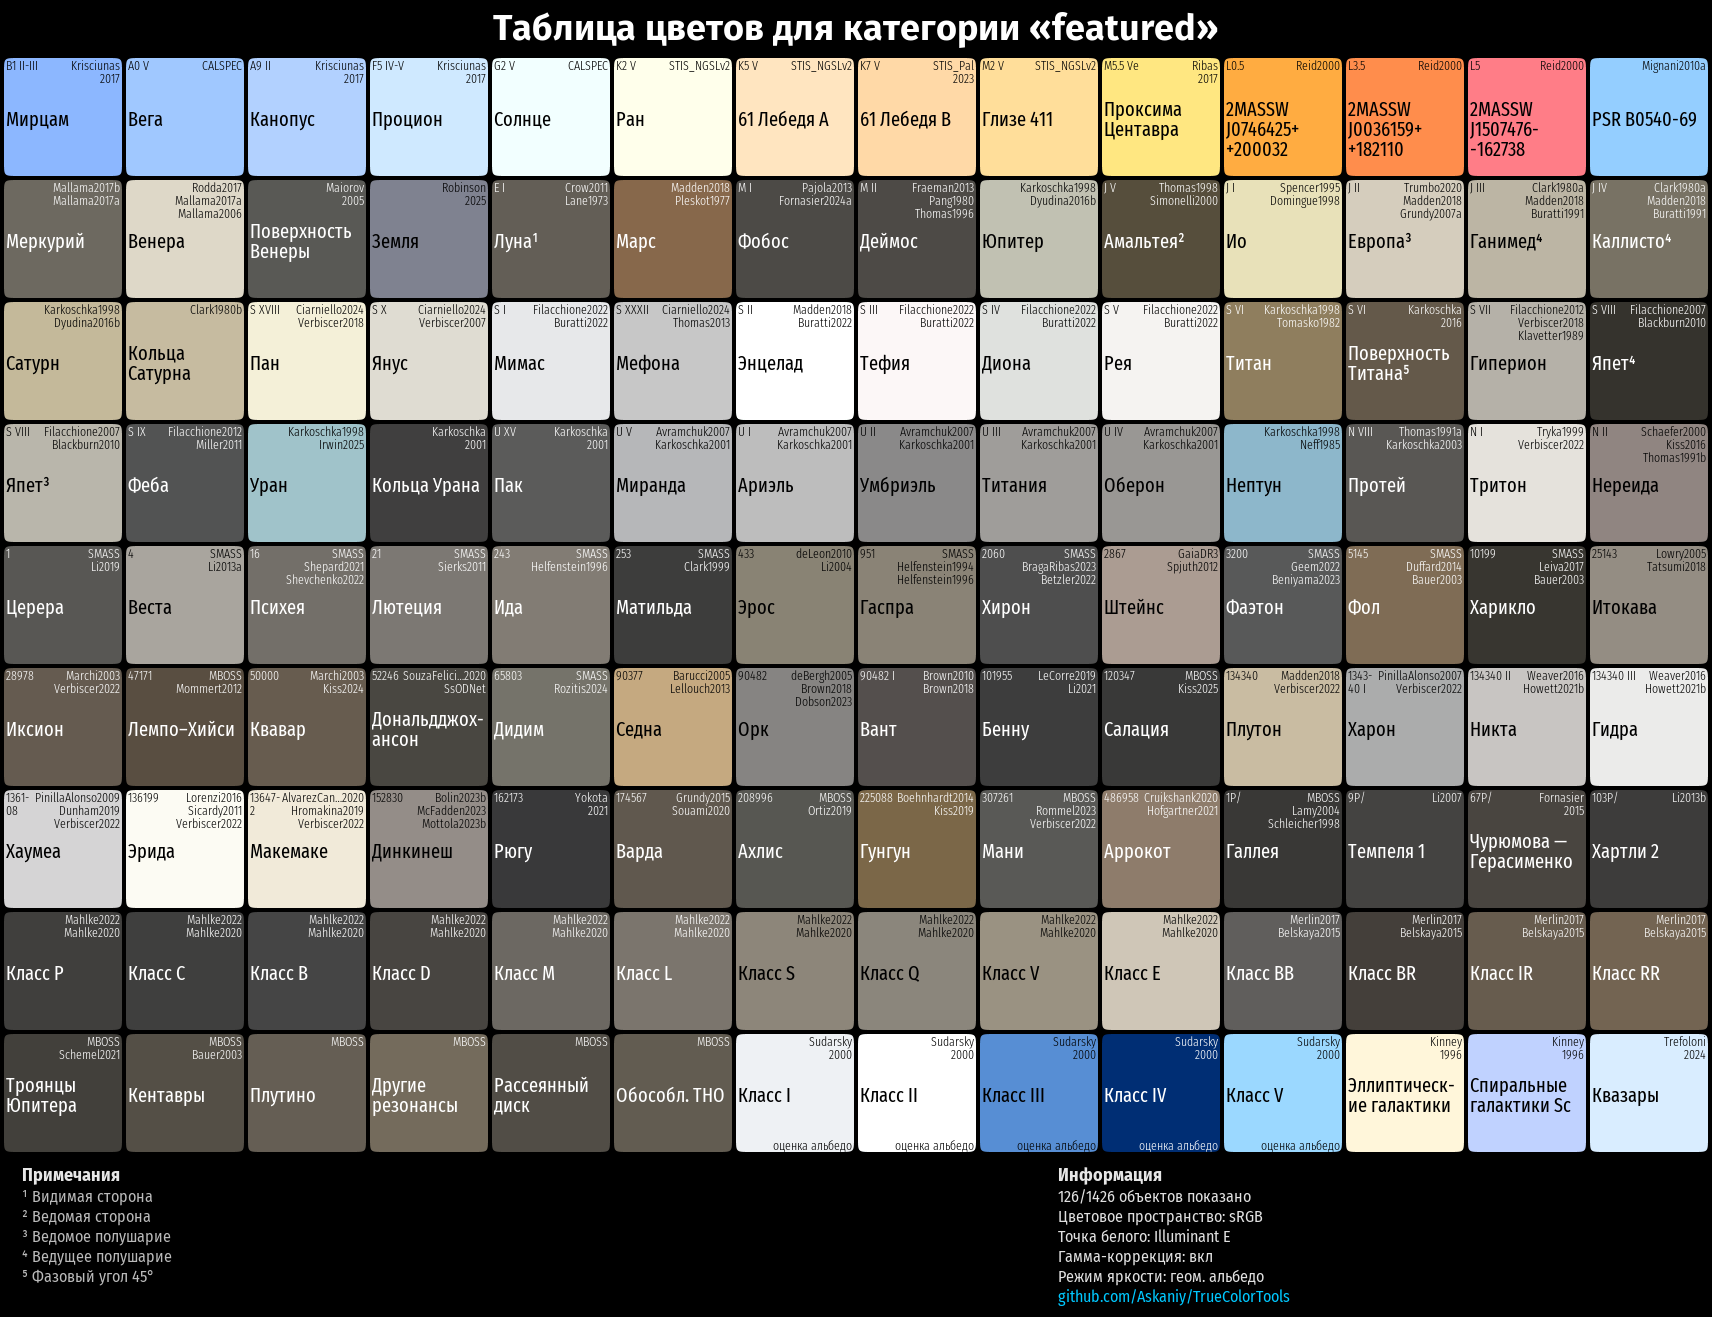 Таблица цветов для категории «featured»
B1 II-III Krisciunas
2017
Мирцам
A0 V CALSPEC
Вега
A9 II Krisciunas
2017
Канопус
F5 IV-V Krisciunas
2017
Процион
G2 V CALSPEC
Солнце
K2 V STIS_NGSLv2
Ран
K5 V STIS_NGSLv2
61 Лебедя A
K7 V STIS_Pal
2023
61 Лебедя B
M2 V STIS_NGSLv2
Глизе 411
M5.5 Ve Ribas
2017
Проксима
Центавра
L0.5 Reid2000
2MASSW
J0746425+
+200032
L3.5 Reid2000
2MASSW
J0036159+
+182110
L5 Reid2000
2MASSW
J1507476-
-162738
Mignani2010a
PSR B0540-69
Mallama2017b
Mallama2017a
Меркурий
Rodda2017
Mallama2017a
Mallama2006
Венера
Maiorov
2005
Поверхность
Венеры
Robinson
2025
Земля
E I Crow2011
Lane1973
Луна¹
Madden2018
Pleskot1977
Марс
M I Pajola2013
Fornasier2024a
Фобос
M II Fraeman2013
Pang1980
Thomas1996
Деймос
Karkoschka1998
Dyudina2016b
Юпитер
J V Thomas1998
Simonelli2000
Амальтея²
J I Spencer1995
Domingue1998
Ио
J II Trumbo2020
Madden2018
Grundy2007a
Европа³
J III Clark1980a
Madden2018
Buratti1991
Ганимед⁴
J IV Clark1980a
Madden2018
Buratti1991
Каллисто⁴
Karkoschka1998
Dyudina2016b
Сатурн
Clark1980b
Кольца
Сатурна
S XVIII Ciarniello2024
Verbiscer2018
Пан
S X Ciarniello2024
Verbiscer2007
Янус
S I Filacchione2022
Buratti2022
Мимас
S XXXII Ciarniello2024
Thomas2013
Мефона
S II Madden2018
Buratti2022
Энцелад
S III Filacchione2022
Buratti2022
Тефия
S IV Filacchione2022
Buratti2022
Диона
S V Filacchione2022
Buratti2022
Рея
S VI Karkoschka1998
Tomasko1982
Титан
S VI Karkoschka
2016
Поверхность
Титана⁵
S VII Filacchione2012
Verbiscer2018
Klavetter1989
Гиперион
S VIII Filacchione2007
Blackburn2010
Япет⁴
S VIII Filacchione2007
Blackburn2010
Япет³
S IX Filacchione2012
Miller2011
Феба
Karkoschka1998
Irwin2025
Уран
Karkoschka
2001
Кольца Урана
U XV Karkoschka
2001
Пак
U V Avramchuk2007
Karkoschka2001
Миранда
U I Avramchuk2007
Karkoschka2001
Ариэль
U II Avramchuk2007
Karkoschka2001
Умбриэль
U III Avramchuk2007
Karkoschka2001
Титания
U IV Avramchuk2007
Karkoschka2001
Оберон
Karkoschka1998
Neff1985
Нептун
N VIII Thomas1991a
Karkoschka2003
Протей
N I Tryka1999
Verbiscer2022
Тритон
N II Schaefer2000
Kiss2016
Thomas1991b
Нереида
1 SMASS
Li2019
Церера
4 SMASS
Li2013a
Веста
16 SMASS
Shepard2021
Shevchenko2022
Психея
21 SMASS
Sierks2011
Лютеция
243 SMASS
Helfenstein1996
Ида
253 SMASS
Clark1999
Матильда
433 deLeon2010
Li2004
Эрос
951 SMASS
Helfenstein1994
Helfenstein1996
Гаспра
2060 SMASS
BragaRibas2023
Betzler2022
Хирон
2867 GaiaDR3
Spjuth2012
Штейнс
3200 SMASS
Geem2022
Beniyama2023
Фаэтон
5145 SMASS
Duffard2014
Bauer2003
Фол
10199 SMASS
Leiva2017
Bauer2003
Харикло
25143 Lowry2005
Tatsumi2018
Итокава
28978 Marchi2003
Verbiscer2022
Иксион
47171 MBOSS
Mommert2012
Лемпо–Хийси
50000 Marchi2003
Kiss2024
Квавар
52246 SouzaFelici...2020
SsODNet
Дональдджох-
ансон
65803 SMASS
Rozitis2024
Дидим
90377 Barucci2005
Lellouch2013
Седна
90482 deBergh2005
Brown2018
Dobson2023
Орк
90482 I Brown2010
Brown2018
Вант
101955 LeCorre2019
Li2021
Бенну
120347 MBOSS
Kiss2025
Салация
134340 Madden2018
Verbiscer2022
Плутон
1343- PinillaAlonso2007
40 I Verbiscer2022
Харон
134340 II Weaver2016
Howett2021b
Никта
134340 III Weaver2016
Howett2021b
Гидра
1361- PinillaAlonso2009
08 Dunham2019
Verbiscer2022
Хаумеа
136199 Lorenzi2016
Sicardy2011
Verbiscer2022
Эрида
13647- AlvarezCan...2020
2 Hromakina2019
Verbiscer2022
Макемаке
152830 Bolin2023b
McFadden2023
Mottola2023b
Динкинеш
162173 Yokota
2021
Рюгу
174567 Grundy2015
Souami2020
Варда
208996 MBOSS
Ortiz2019
Ахлис
225088 Boehnhardt2014
Kiss2019
Гунгун
307261 MBOSS
Rommel2023
Verbiscer2022
Мани
486958 Cruikshank2020
Hofgartner2021
Аррокот
1P/ MBOSS
Lamy2004
Schleicher1998
Галлея
9P/ Li2007
Темпеля 1
67P/ Fornasier
2015
Чурюмова —
Герасименко
103P/ Li2013b
Хартли 2
Mahlke2022
Mahlke2020
Класс P
Mahlke2022
Mahlke2020
Класс C
Mahlke2022
Mahlke2020
Класс B
Mahlke2022
Mahlke2020
Класс D
Mahlke2022
Mahlke2020
Класс M
Mahlke2022
Mahlke2020
Класс L
Mahlke2022
Mahlke2020
Класс S
Mahlke2022
Mahlke2020
Класс Q
Mahlke2022
Mahlke2020
Класс V
Mahlke2022
Mahlke2020
Класс E
Merlin2017
Belskaya2015
Класс BB
Merlin2017
Belskaya2015
Класс BR
Merlin2017
Belskaya2015
Класс IR
Merlin2017
Belskaya2015
Класс RR
MBOSS
Schemel2021
Троянцы
Юпитера
MBOSS
Bauer2003
Кентавры
MBOSS
Плутино
MBOSS
Другие
резонансы
MBOSS
Рассеянный
диск
MBOSS
Обособл. ТНО
Sudarsky
2000
Класс I
оценка альбедо
Sudarsky
2000
Класс II
оценка альбедо
Sudarsky
2000
Класс III
оценка альбедо
Sudarsky
2000
Класс IV
оценка альбедо
Sudarsky
2000
Класс V
оценка альбедо
Kinney
1996
Эллиптическ-
ие галактики
Kinney
1996
Спиральные
галактики Sc
Trefoloni
2024
Квазары
Примечания
¹ Видимая сторона
² Ведомая сторона
³ Ведомое полушарие
⁴ Ведущее полушарие
⁵ Фазовый угол 45°
Информация
126/1426 объектов показано
Цветовое пространство: sRGB
Точка белого: Illuminant E
Гамма-коррекция: вкл
Режим яркости: геом. альбедо
github.com/Askaniy/TrueColorTools